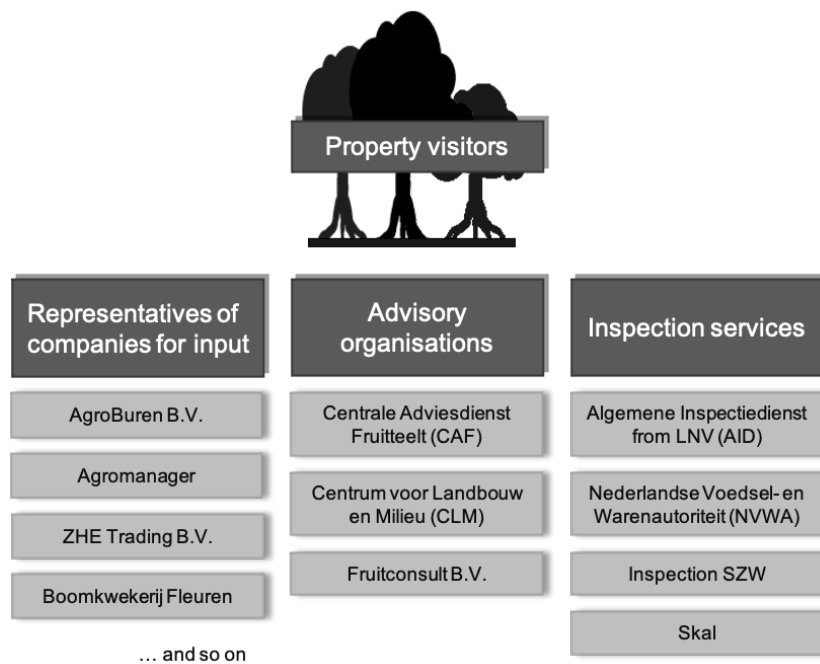 Property visitors
Representatives of
companies for input
AgroBuren B.V.
Agromanager
ZHE Trading B.V.
Boomkwekerij Fleuren
... and so on
Advisory
organisations
Centrale Adviesdienst
Fruitteelt (CAF)
Centrum voor Landbouw
en Milieu (CLM)
Fruitconsult B.V.
Inspection services
Algemene Inspectiedienst
from LNV (AID)
Nederlandse Voedsel- en
Warenautoriteit (NVWA)
Inspection SZW
Skal